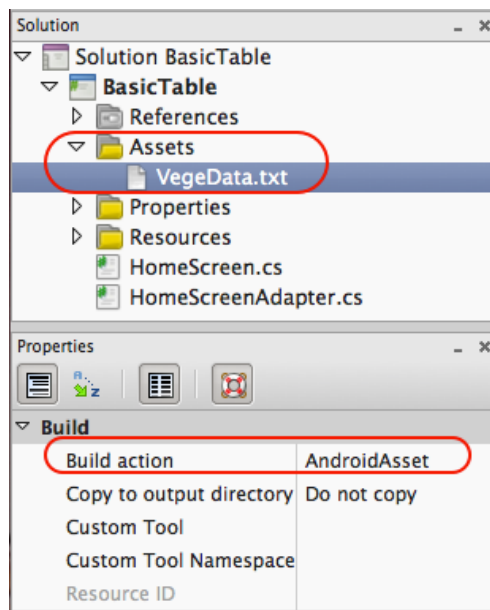 Solution
Solution BasicTable
BasicTable
References
Assets
VegeData.txt
Properties
Resources
HomeScreen.cs
HomeScreenAdapter.cs
Properties
Build
Build action AndroidAsset
Copy to output directory Do not copy
Custom Tool
Custom Tool Namespace
Resource ID